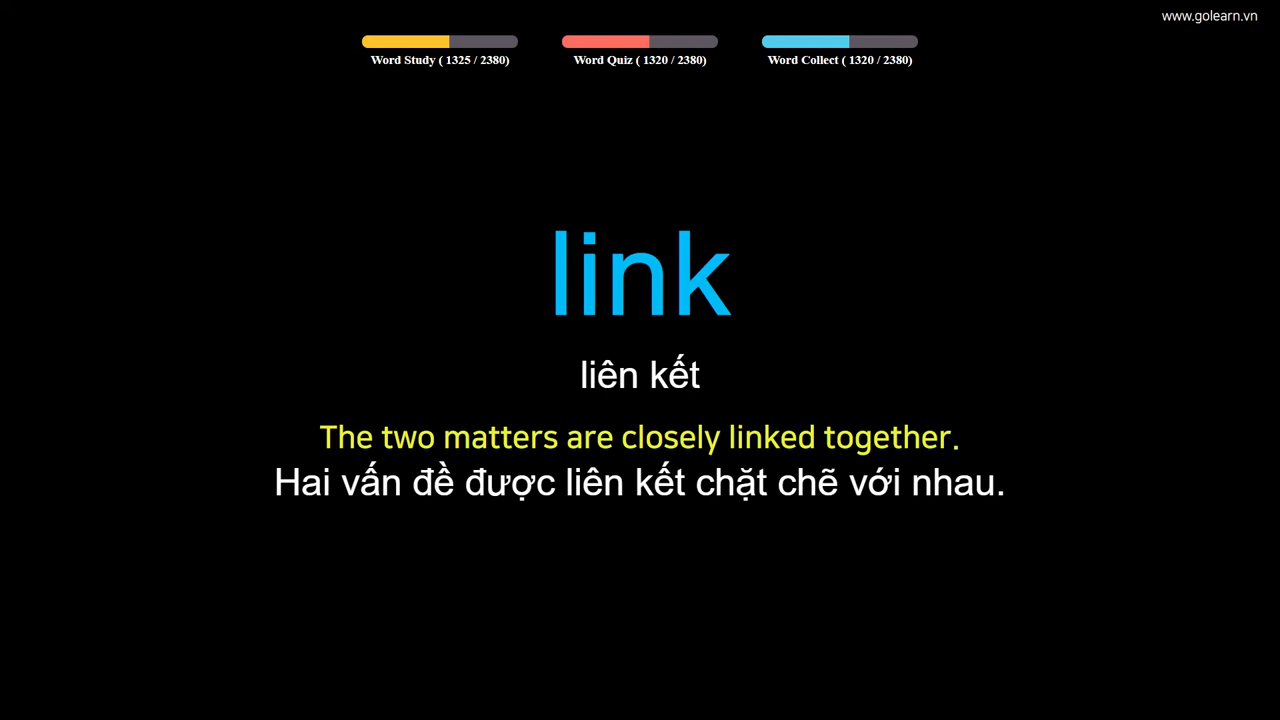 www.golearn.vn
Word Study ( 1325 / 2380) Word Quiz ( 1320 / 2380) Word Collect ( 1320 / 2380)
link
liên kết
The two matters are closely linked together.
Hai vấn đề được liên kết chặt chẽ với nhau.